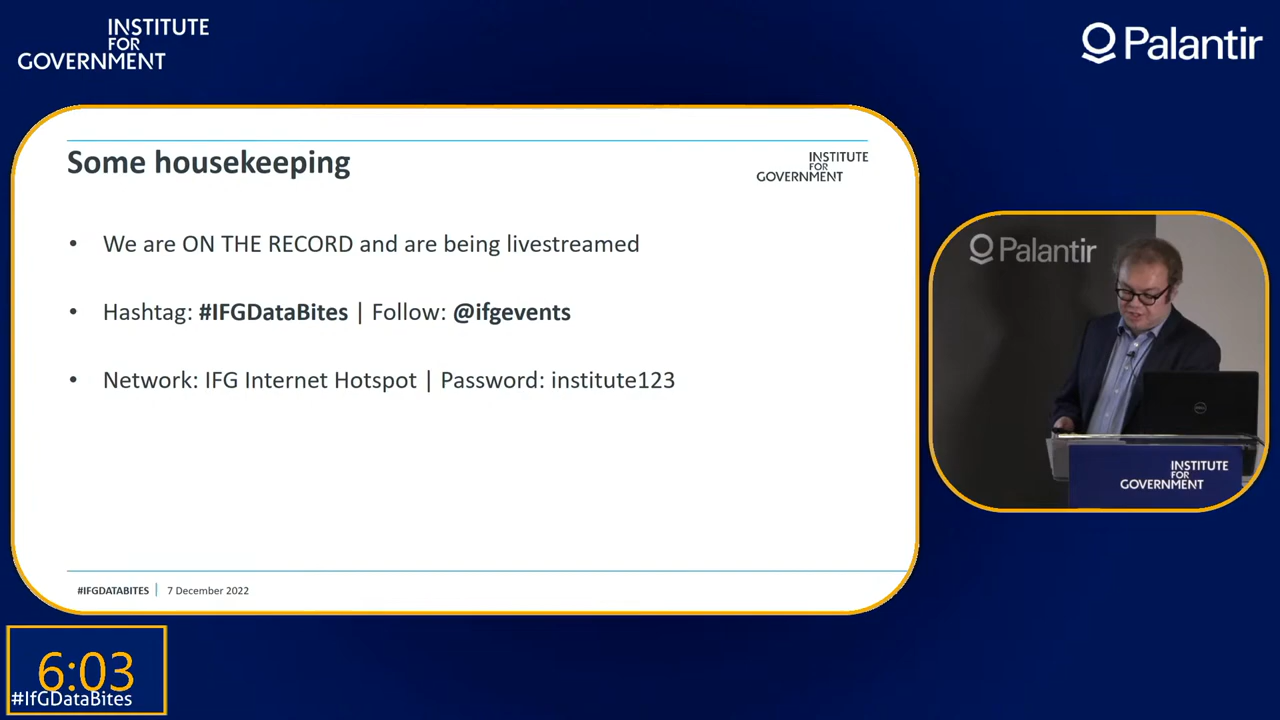 INSTITUTE
FOR
GOVERNMENT
Palantir
Some housekeeping
INSTITUTE
FOR
GOVERNMENT
• We are ON THE RECORD and are being livestreamed
• Hashtag: #IFGDataBites | Follow: @ifgevents
• Network: IFG Internet Hotspot | Password: institute123
#IFGDATABITES | 7 December 2022
Palantir
DELL
INSTITUTE
FOR
GOVERNMENT
6:03
#IfGDataBites